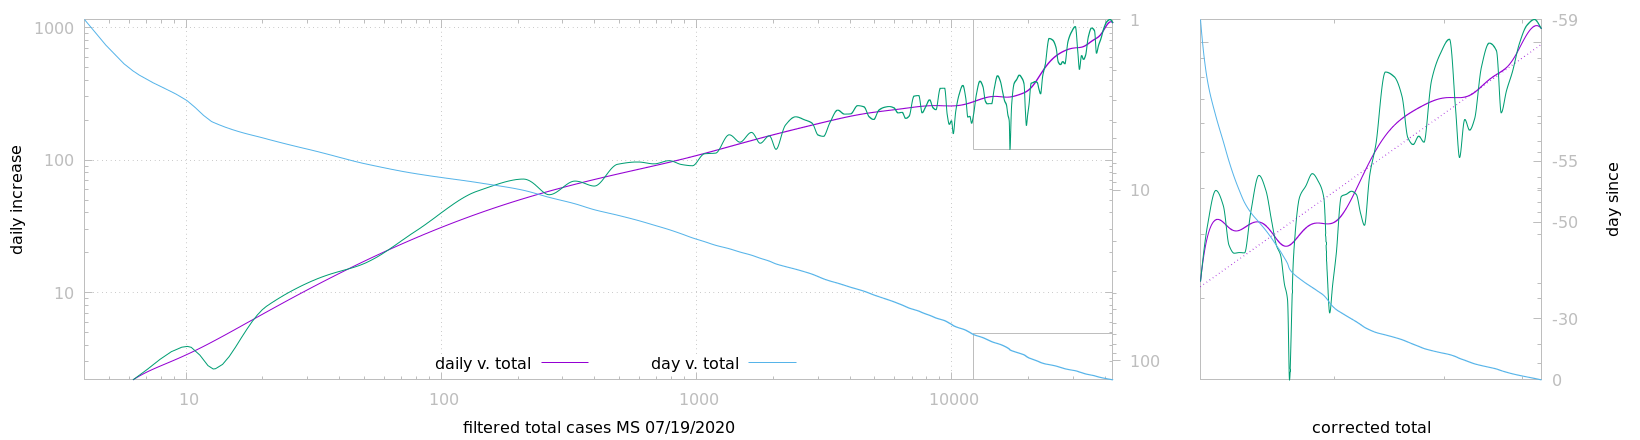 1000
100
10
daily increase
1
10
100
daily v. total
day v. total
10
100
1000
10000
filtered total cases MS 07/19/2020
-59
-55
-50
-30
0
day since
corrected total